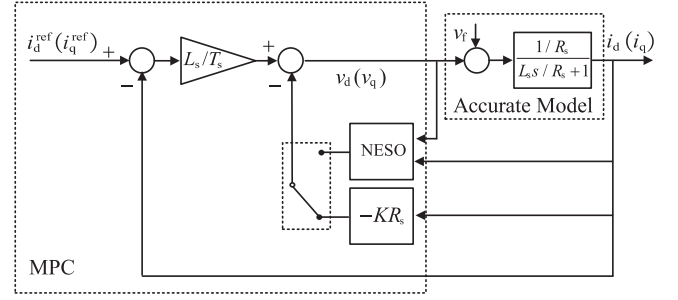 i_d^ref (i_q^ref)
+
−
L_s/T_s
+
−
v_d (v_q)
v_f
1 / R_s
L_s s / R_s + 1
i_d (i_q)
Accurate Model
NESO
−KR_s
MPC